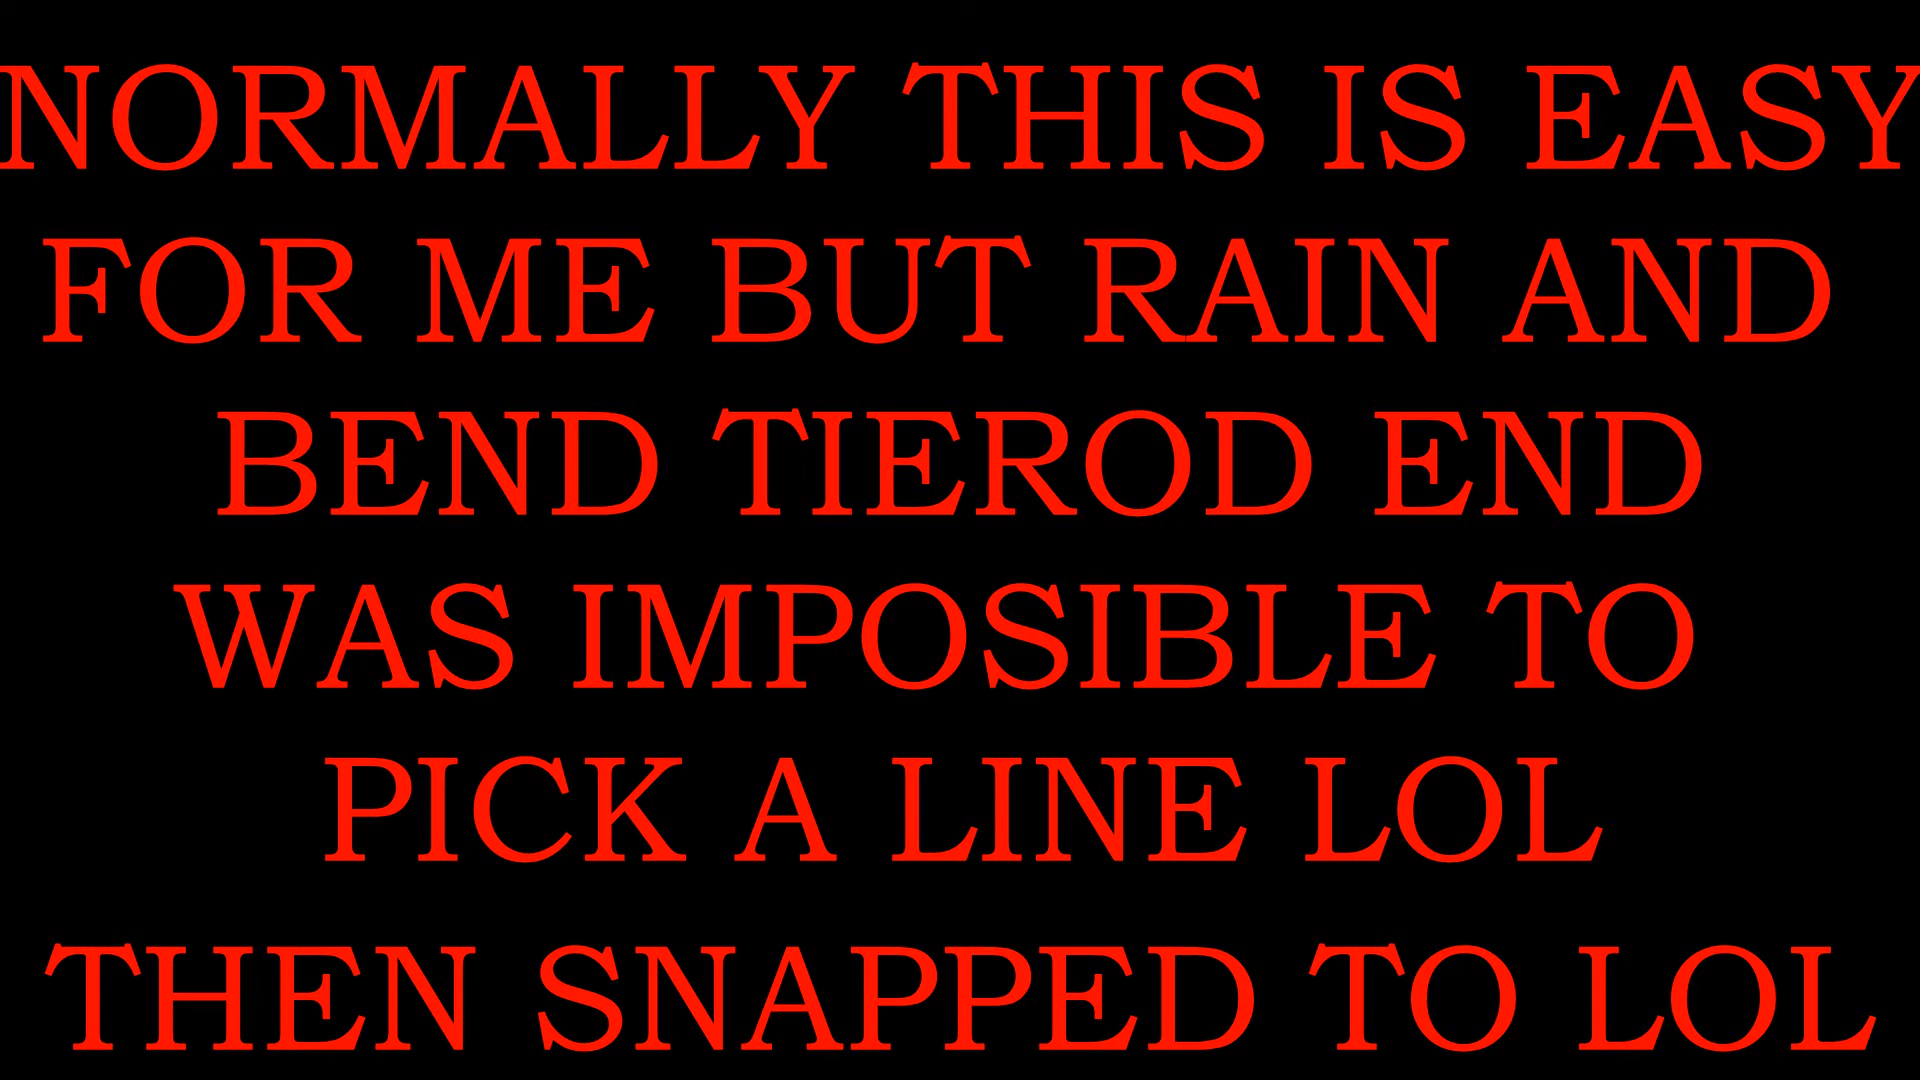 NORMALLY THIS IS EASY
FOR ME BUT RAIN AND
BEND TIEROD END
WAS IMPOSIBLE TO
PICK A LINE LOL
THEN SNAPPED TO LOL